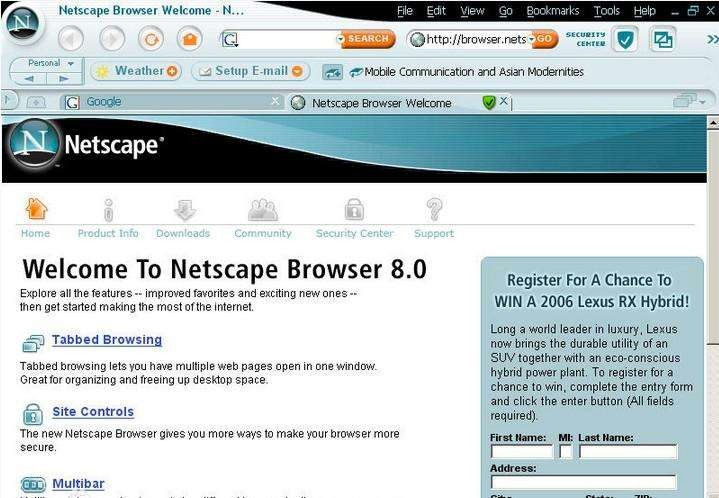 Netscape Browser Welcome - N...
File Edit View Go Bookmarks Tools Help
SEARCH
http://browser.nets
GO
SECURITY
CENTER
Personal
Weather
Setup E-mail
Mobile Communication and Asian Modernities
Google
Netscape Browser Welcome
N Netscape®
Home Product Info Downloads Community Security Center Support
Welcome To Netscape Browser 8.0
Explore all the features -- improved favorites and exciting new ones --
then get started making the most of the internet.
Tabbed Browsing
Tabbed browsing lets you have multiple web pages open in one window.
Great for organizing and freeing up desktop space.
Site Controls
The new Netscape Browser gives you more ways to make your browser more
secure.
Multibar
Register For A Chance To
WIN A 2006 Lexus RX Hybrid!
Long a world leader in luxury, Lexus
now brings the durable utility of an
SUV together with an eco-conscious
hybrid power plant. To register for a
chance to win, complete the entry form
and click the enter button (All fields
required).
First Name: MI: Last Name:
Address:
City State: ZIP: